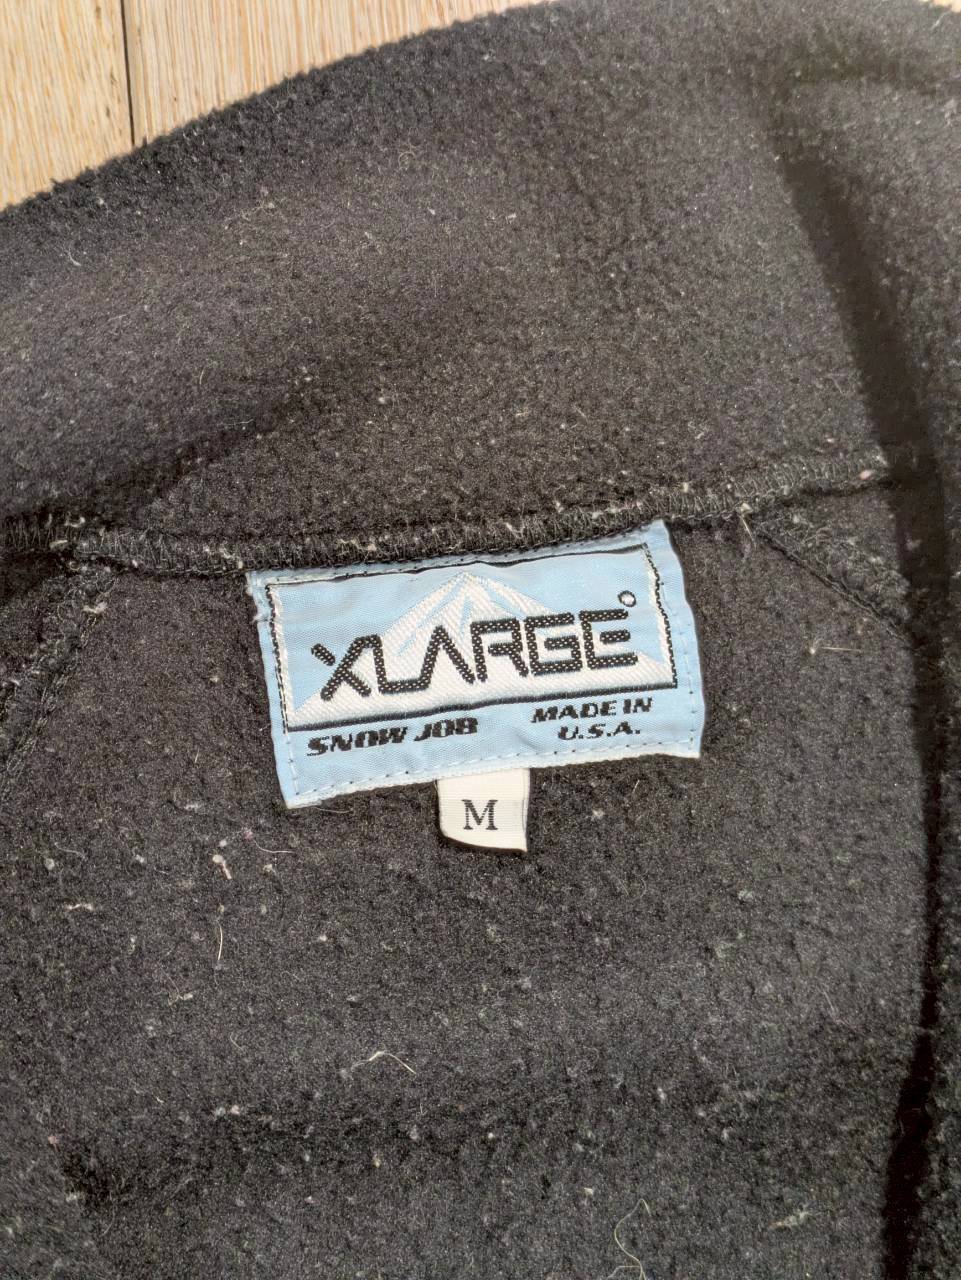 XLARGE°
SNOW JOB
MADE IN
U.S.A.
M